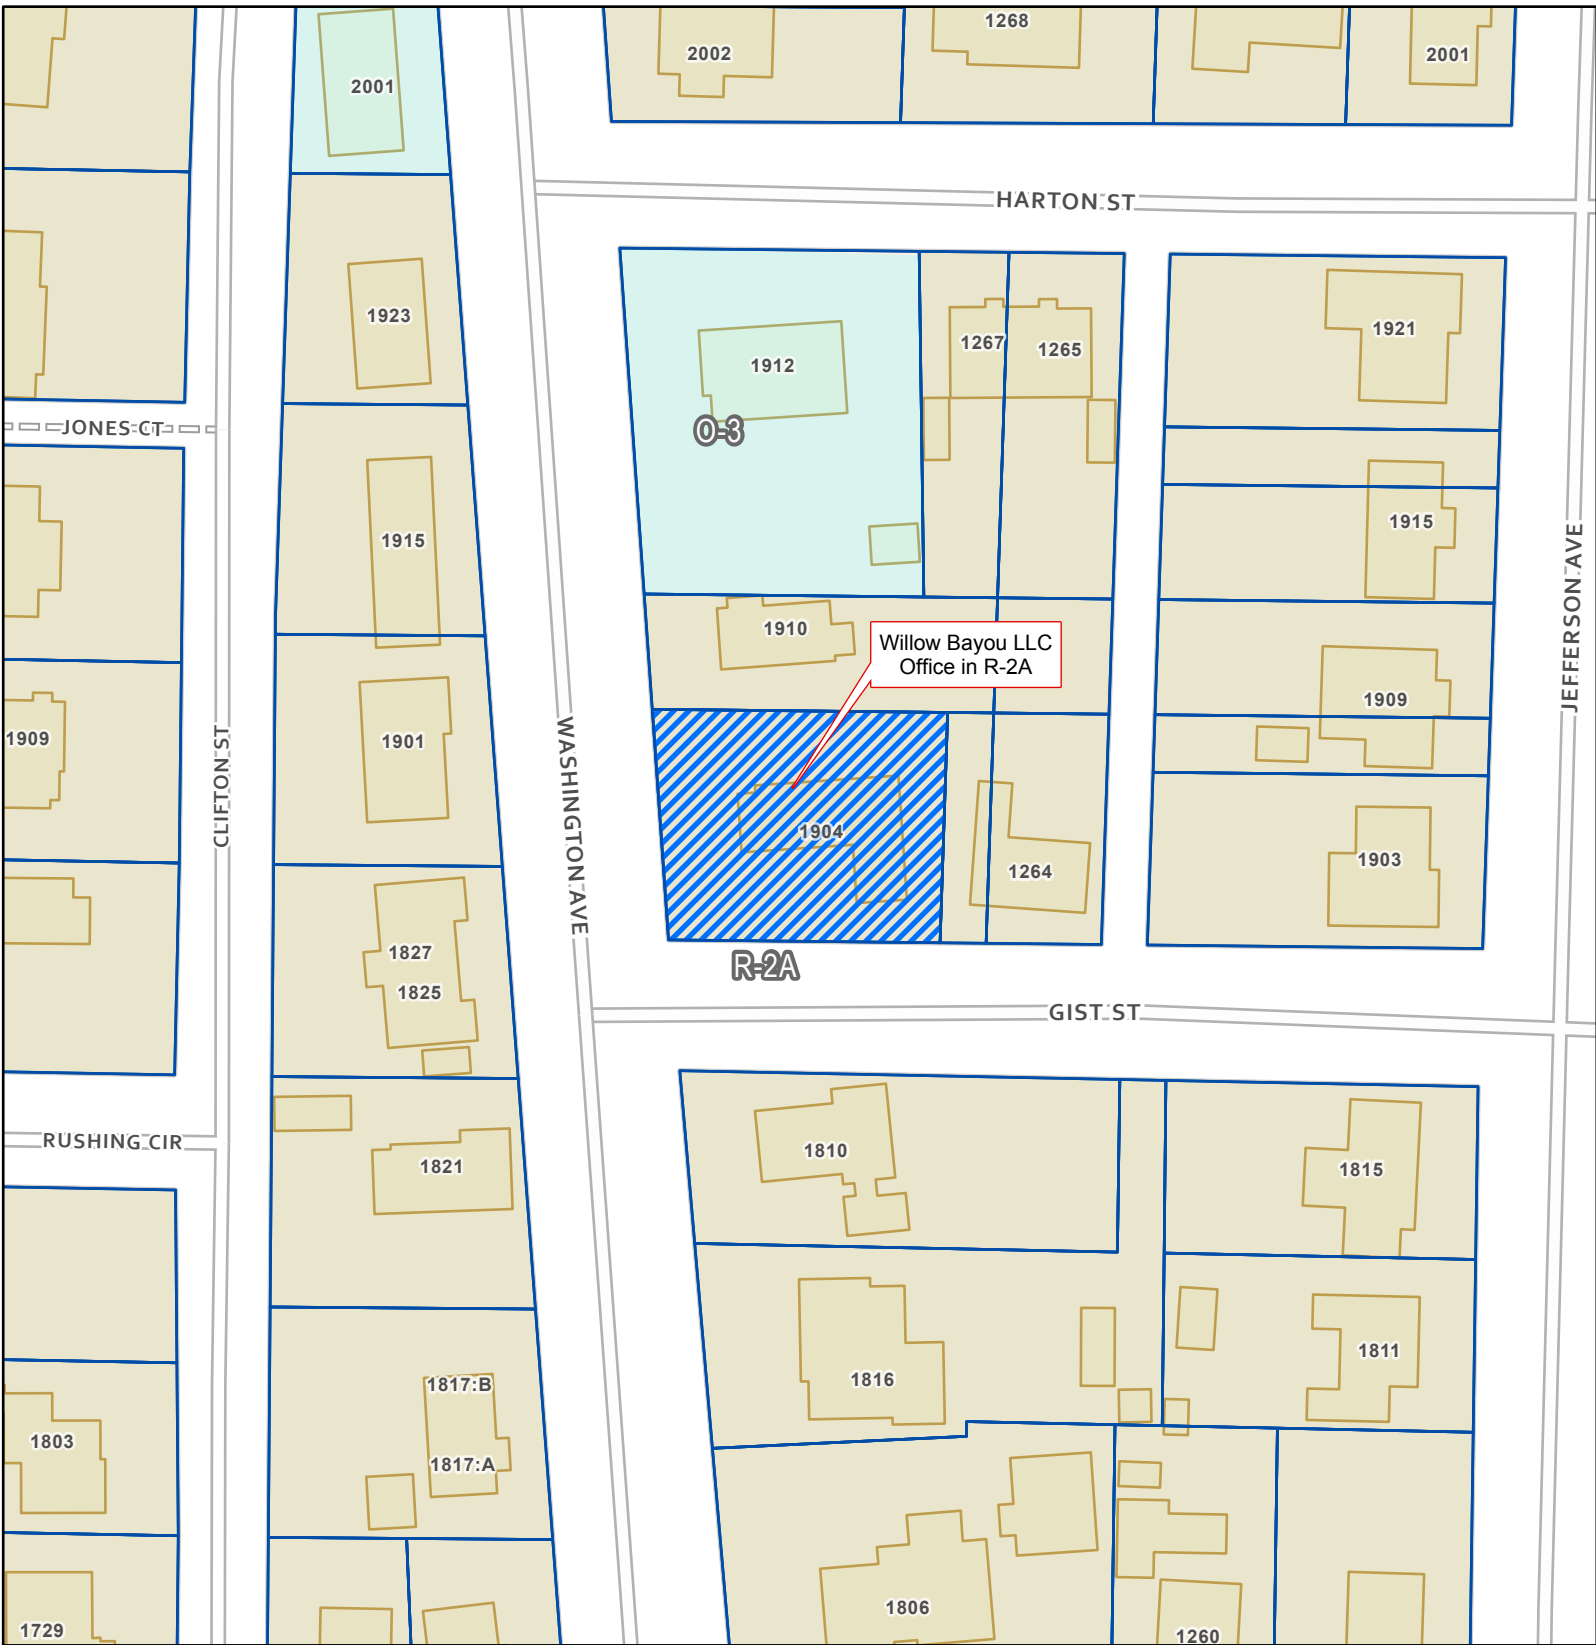 1268
2002
2001
2001
HARTON ST
1923
1912
1267
1265
1921
JONES CT
O-3
1915
1915
1910
Willow Bayou LLC
Office in R-2A
JEFFERSON AVE
1909
1901
CLIFTON ST
WASHINGTON AVE
1909
1904
1264
1903
1827
1825
R-2A
GIST ST
RUSHING CIR
1821
1810
1815
1816
1811
1817:B
1817:A
1803
1806
1729
1260